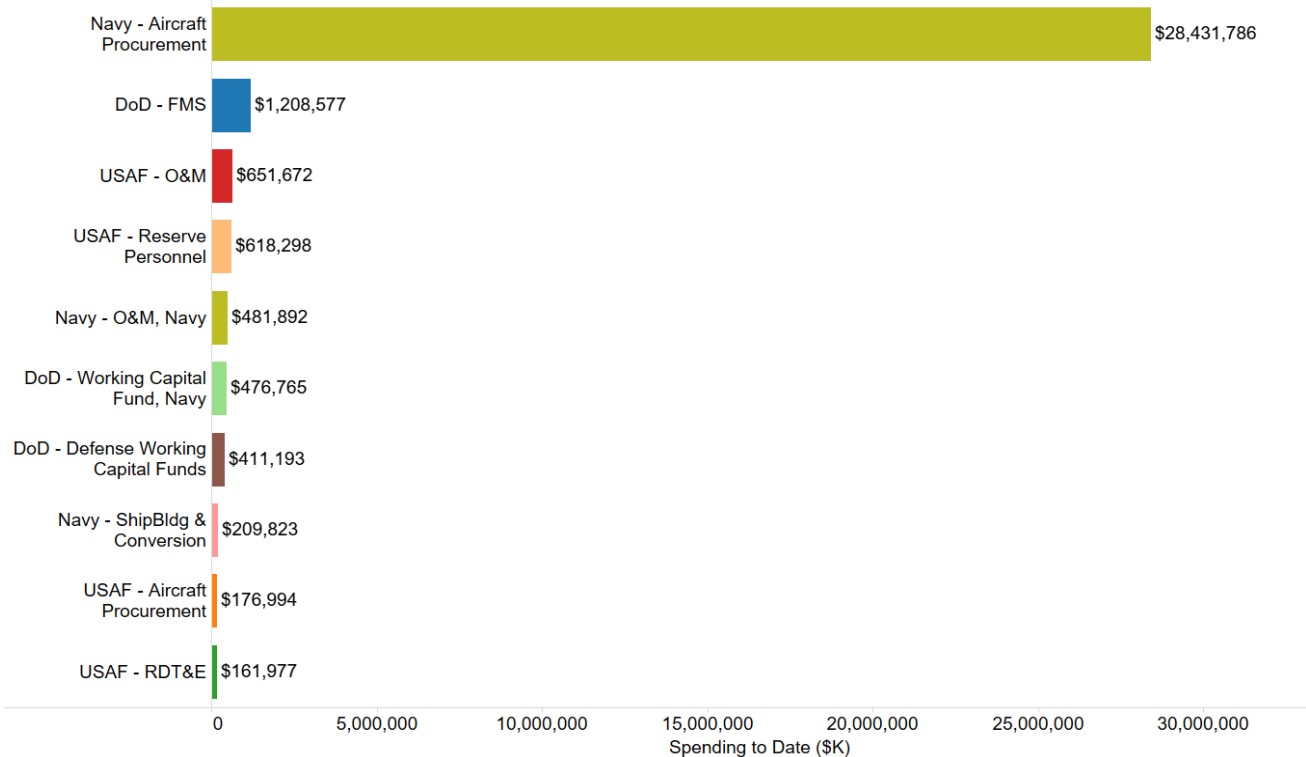 Navy - Aircraft
Procurement
$28,431,786
DoD - FMS
$1,208,577
USAF - O&M
$651,672
USAF - Reserve
Personnel
$618,298
Navy - O&M, Navy
$481,892
DoD - Working Capital
Fund, Navy
$476,765
DoD - Defense Working
Capital Funds
$411,193
Navy - ShipBldg &
Conversion
$209,823
USAF - Aircraft
Procurement
$176,994
USAF - RDT&E
$161,977
0 5,000,000 10,000,000 15,000,000 20,000,000 25,000,000 30,000,000
Spending to Date ($K)